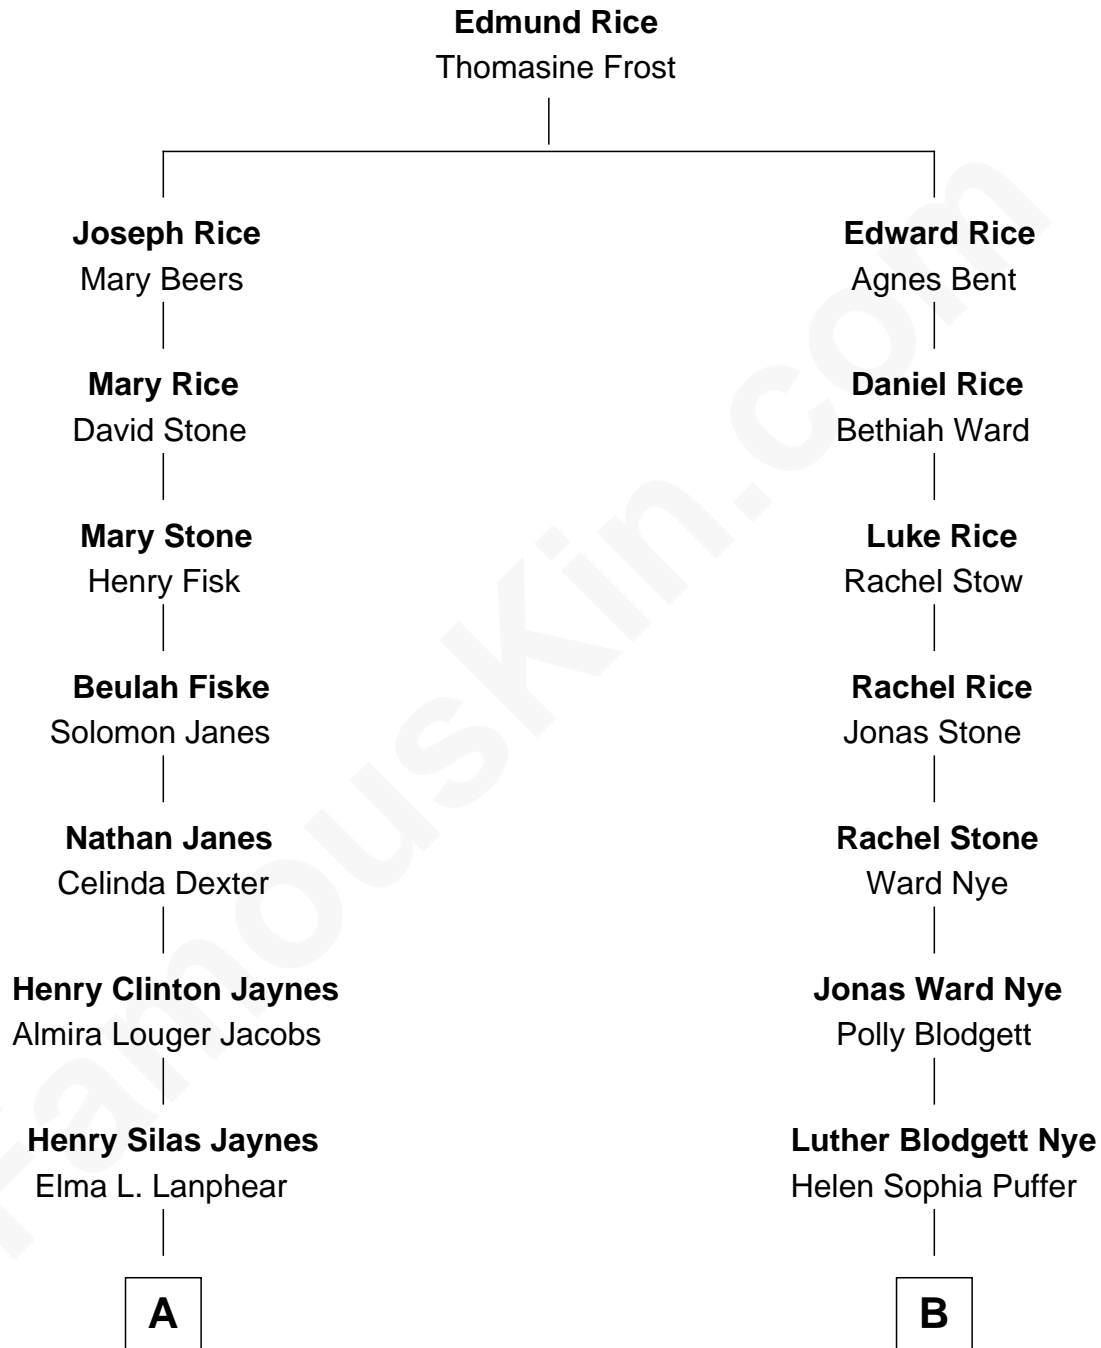 Edmund Rice
Thomasine Frost
Joseph Rice
Mary Beers
Edward Rice
Agnes Bent
Mary Rice
David Stone
Daniel Rice
Bethiah Ward
Mary Stone
Henry Fisk
Luke Rice
Rachel Stow
Beulah Fiske
Solomon Janes
Rachel Rice
Jonas Stone
Nathan Janes
Celinda Dexter
Rachel Stone
Ward Nye
Henry Clinton Jaynes
Almira Louger Jacobs
Jonas Ward Nye
Polly Blodgett
Henry Silas Jaynes
Elma L. Lanphear
Luther Blodgett Nye
Helen Sophia Puffer
A
B
FamousKin.com